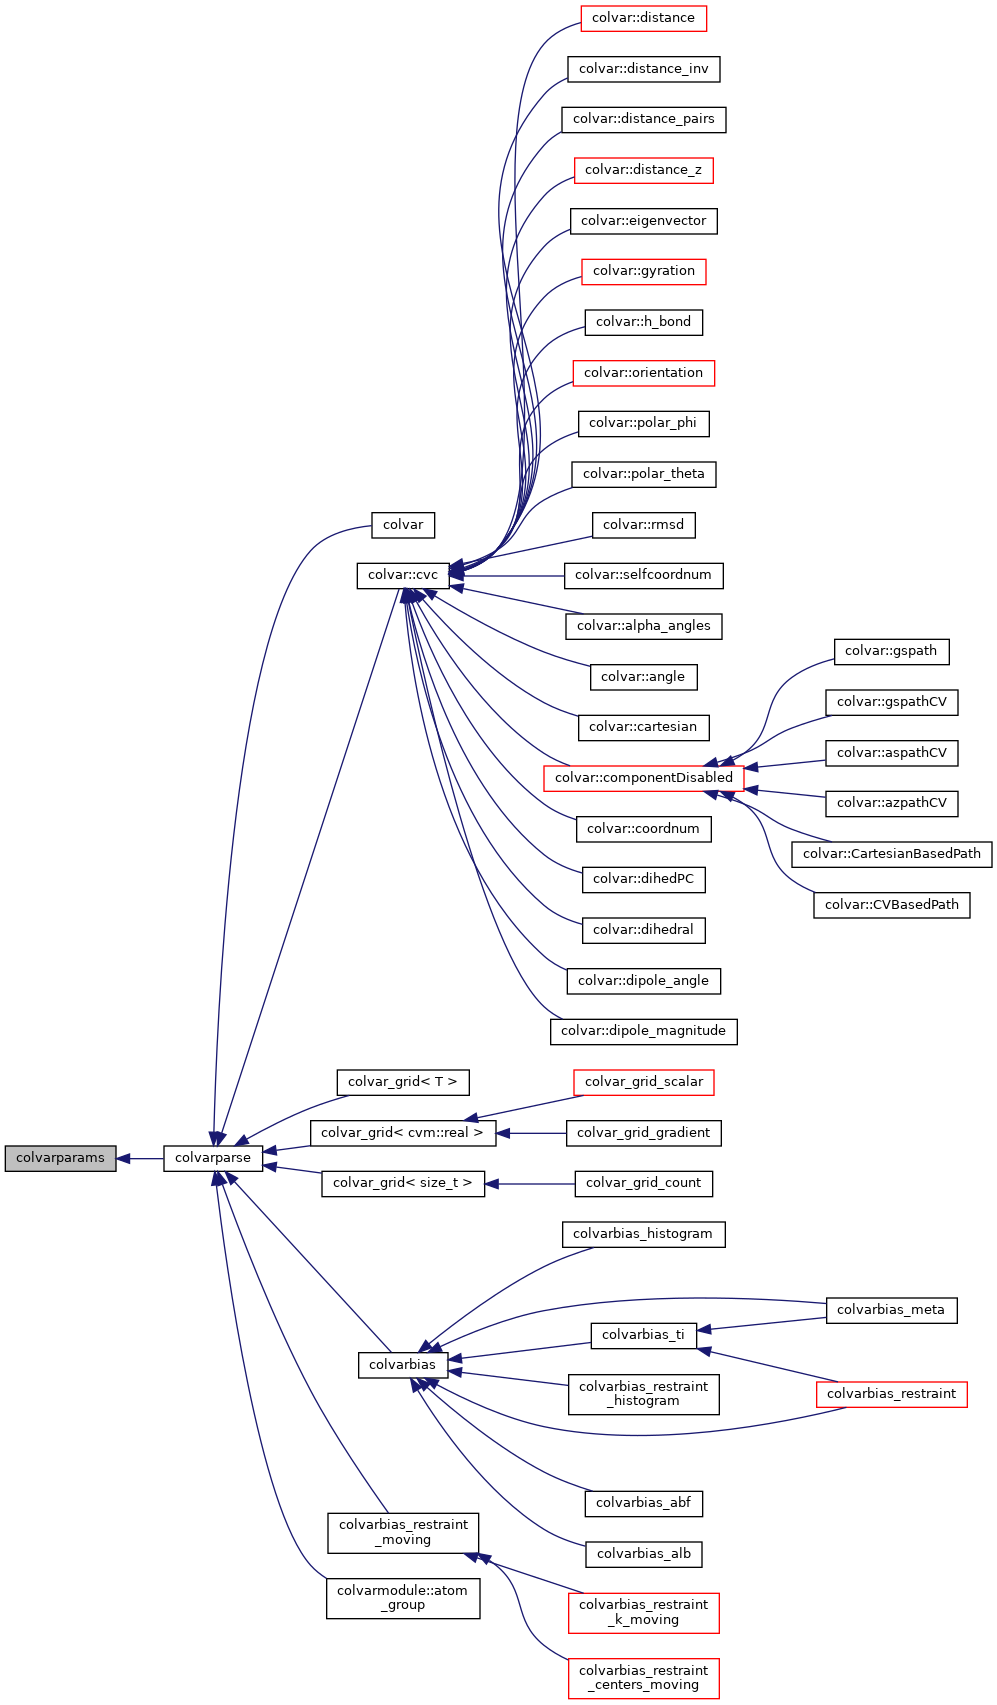 colvar::distance
colvar::distance_inv
colvar::distance_pairs
colvar::distance_z
colvar::eigenvector
colvar::gyration
colvar::h_bond
colvar::orientation
colvar::polar_phi
colvar::polar_theta
colvar
colvar::rmsd
colvar::cvc
colvar::selfcoordnum
colvar::alpha_angles
colvar::gspath
colvar::angle
colvar::gspathCV
colvar::cartesian
colvar::aspathCV
colvar::componentDisabled
colvar::azpathCV
colvar::coordnum
colvar::CartesianBasedPath
colvar::dihedPC
colvar::CVBasedPath
colvar::dihedral
colvar::dipole_angle
colvar::dipole_magnitude
colvar_grid< T >
colvar_grid_scalar
colvar_grid< cvm::real >
colvar_grid_gradient
colvarparams
colvarparse
colvar_grid< size_t >
colvar_grid_count
colvarbias_histogram
colvarbias_meta
colvarbias_ti
colvarbias
colvarbias_restraint
_histogram
colvarbias_restraint
colvarbias_abf
colvarbias_restraint
_moving
colvarbias_alb
colvarmodule::atom
_group
colvarbias_restraint
_k_moving
colvarbias_restraint
_centers_moving